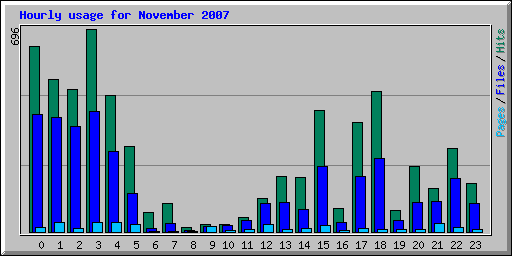 Hourly usage for November 2007
696
Pages / Files / Hits
0 1 2 3 4 5 6 7 8 9 10 11 12 13 14 15 16 17 18 19 20 21 22 23